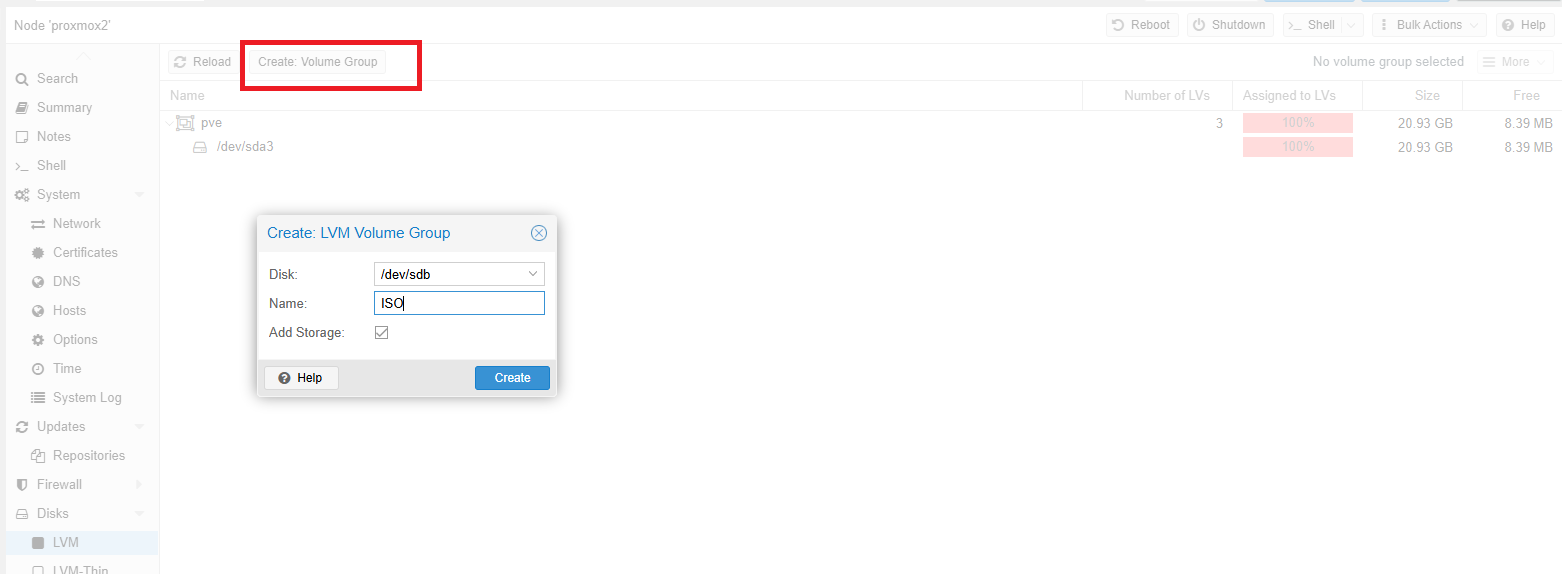 Node 'proxmox2'
Reboot Shutdown >_ Shell Bulk Actions Help
Search
Summary
Notes
Shell
System
Network
Certificates
DNS
Hosts
Options
Time
System Log
Updates
Repositories
Firewall
Disks
LVM
LVM-Thin
Reload Create: Volume Group No volume group selected More
Name Number of LVs Assigned to LVs Size Free
pve 3 100% 20.93 GB 8.39 MB
/dev/sda3 100% 20.93 GB 8.39 MB
Create: LVM Volume Group
Disk: /dev/sdb
Name: ISO
Add Storage:
Help Create